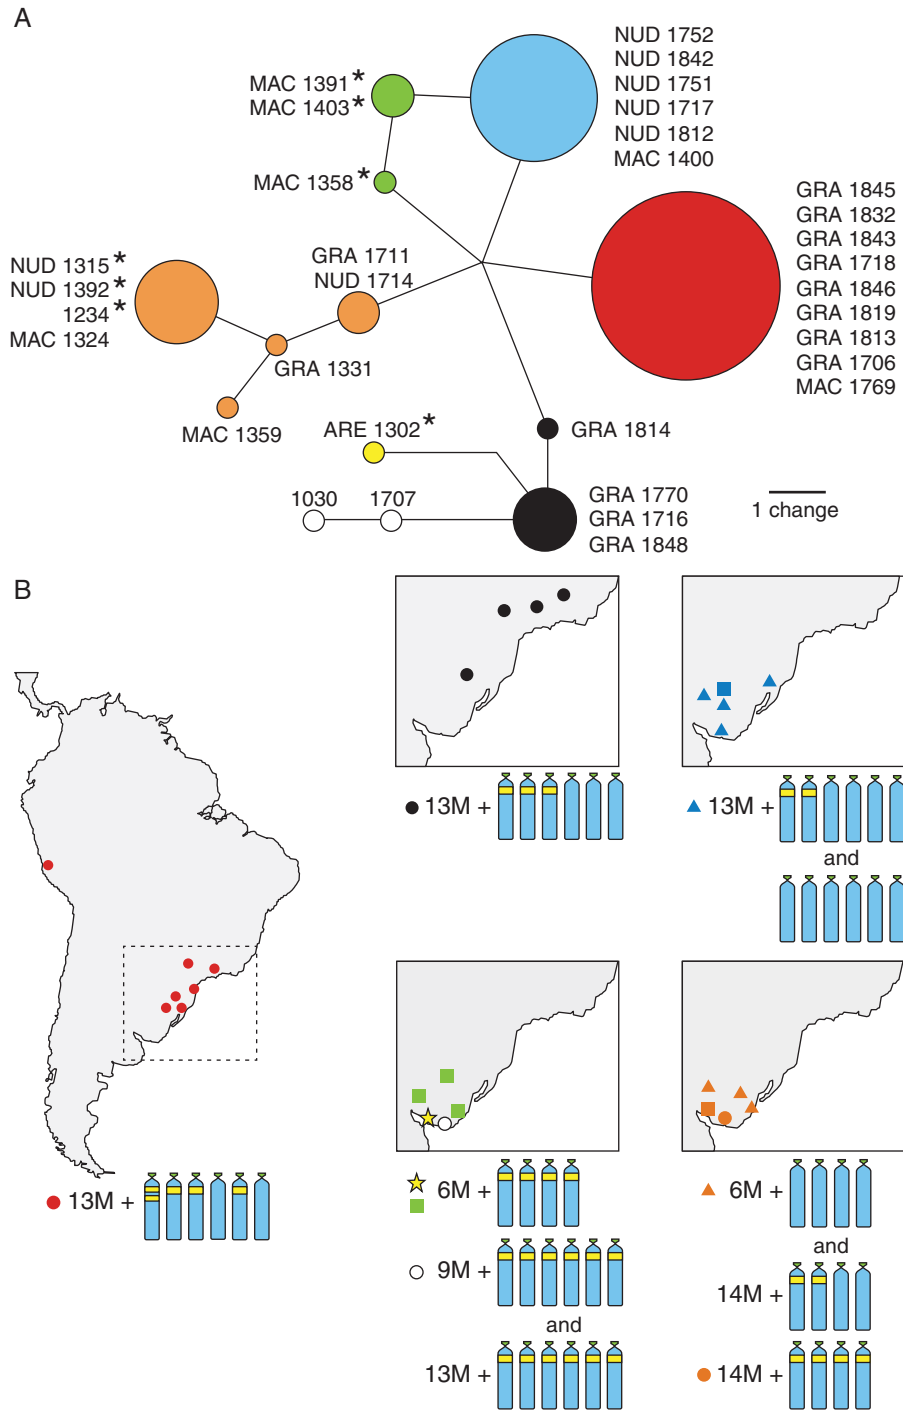 A
NUD 1752
NUD 1842
NUD 1751
NUD 1717
NUD 1812
MAC 1400
MAC 1391*
MAC 1403*
MAC 1358*
GRA 1845
GRA 1832
GRA 1843
GRA 1718
GRA 1846
GRA 1819
GRA 1813
GRA 1706
MAC 1769
GRA 1711
NUD 1714
NUD 1315*
NUD 1392*
1234*
MAC 1324
GRA 1331
MAC 1359
ARE 1302*
GRA 1814
1030 1707
GRA 1770
GRA 1716
GRA 1848
1 change
B
13M +
13M +
and
13M +
6M +
9M +
and
13M +
6M +
and
14M +
14M +